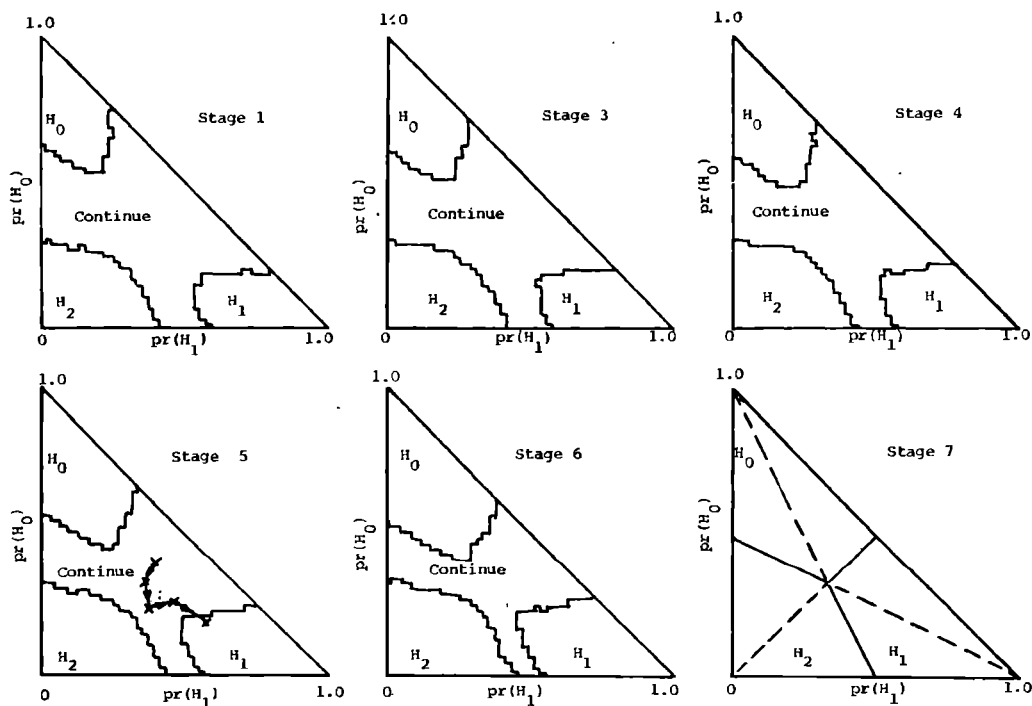 1.0
H0
Stage 1
pr(H0)
Continue
H2
H1
0
pr(H1)
1.0
1.0
H0
Stage 3
pr(H0)
Continue
H2
H1
0
pr(H1)
1.0
1.0
H0
Stage 4
pr(H0)
Continue
H2
H1
0
pr(H1)
1.0
1.0
H0
Stage 5
pr(H0)
Continue
H2
H1
0
pr(H1)
1.0
1.0
H0
Stage 6
pr(H0)
Continue
H2
H1
0
pr(H1)
1.0
1.0
H0
Stage 7
pr(H0)
H2
H1
0
pr(H1)
1.0